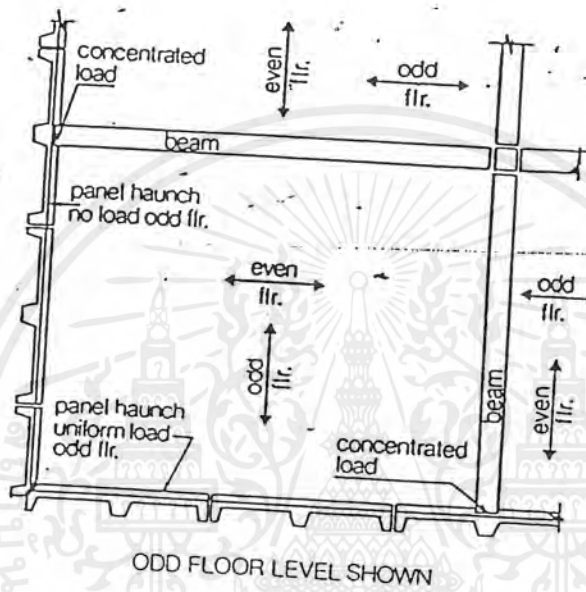 concentrated
load
even
flr.
odd
flr.
beam
panel haunch
no load odd flr.
even
flr.
odd
flr.
odd
flr.
panel haunch
uniform load
odd flr.
concentrated
load
beam
even
flr.
ODD FLOOR LEVEL SHOWN